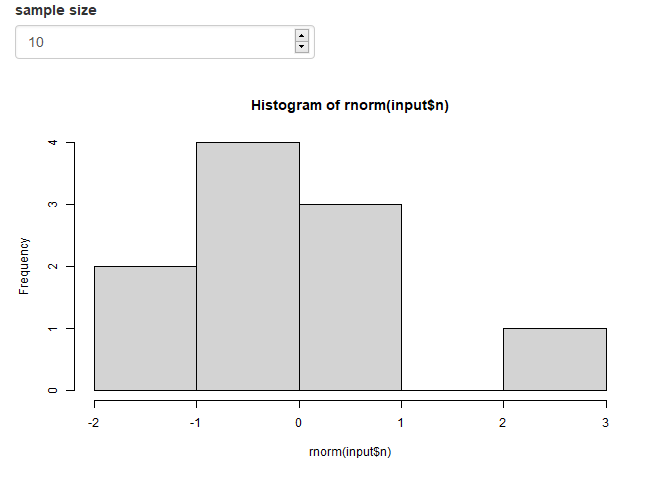 sample size
10
Histogram of rnorm(input$n)
4
3
2
1
0
Frequency
-2 -1 0 1 2 3
rnorm(input$n)